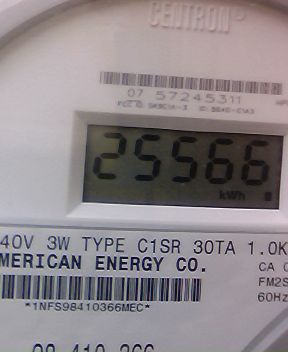 CENTRON
07 57245311
25566
kWh
40V 3W TYPE C1SR 30TA 1.0K
MERICAN ENERGY CO.
CA 0
FM2S
60Hz
*1NFS98410366MEC*